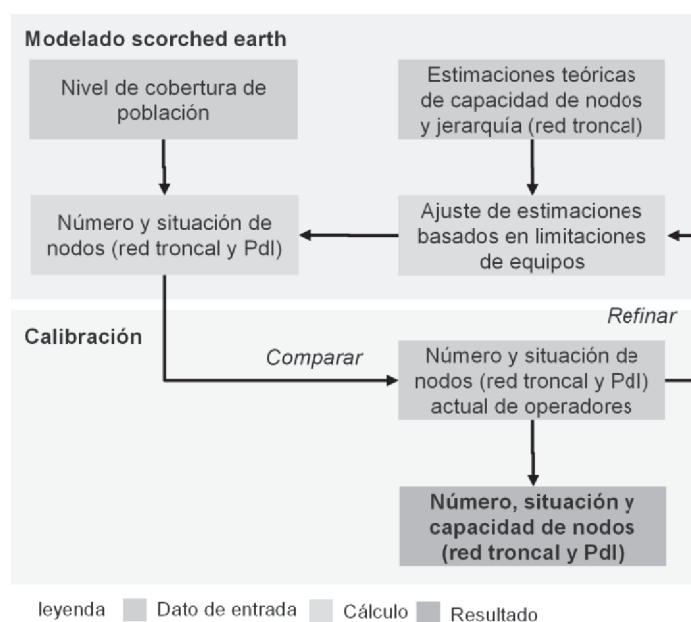 Modelado scorched earth
Nivel de cobertura de
población
Estimaciones teóricas
de capacidad de nodos
y jerarquía (red troncal)
Número y situación de
nodos (red troncal y PdI)
Ajuste de estimaciones
basados en limitaciones
de equipos
Refinar
Calibración
Comparar
Número y situación de
nodos (red troncal y PdI)
actual de operadores
Número, situación y
capacidad de nodos
(red troncal y PdI)
leyenda
Dato de entrada
Cálculo
Resultado